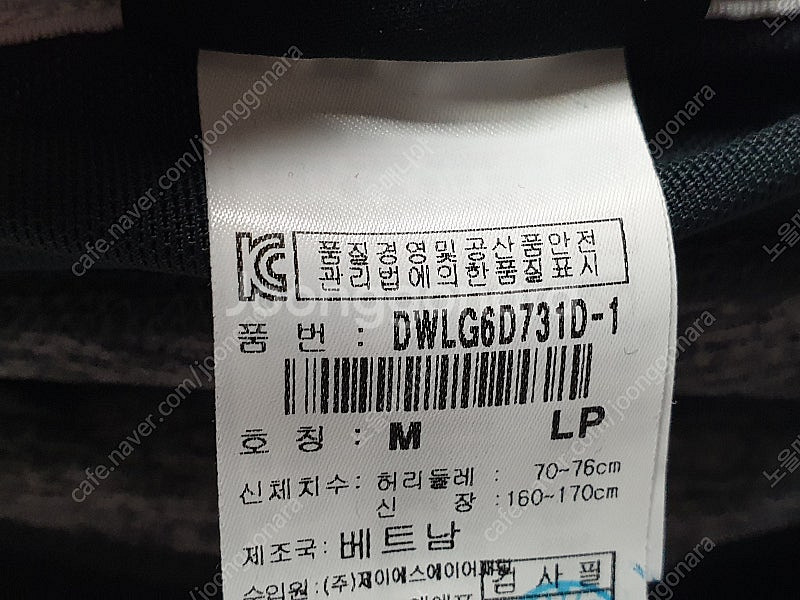 KC 품질경영및공산품안전
관리법에의한품질표시
품 번 : DWLG6D731D-1
호 칭 : M LP
신체치수 : 허리둘레 : 70~76cm
신 장 : 160~170cm
제조국 : 베트남
수입원 : (주)제이에스에이어패럴
검 사 필
cafe.naver.com/joonggonara
joonggonara